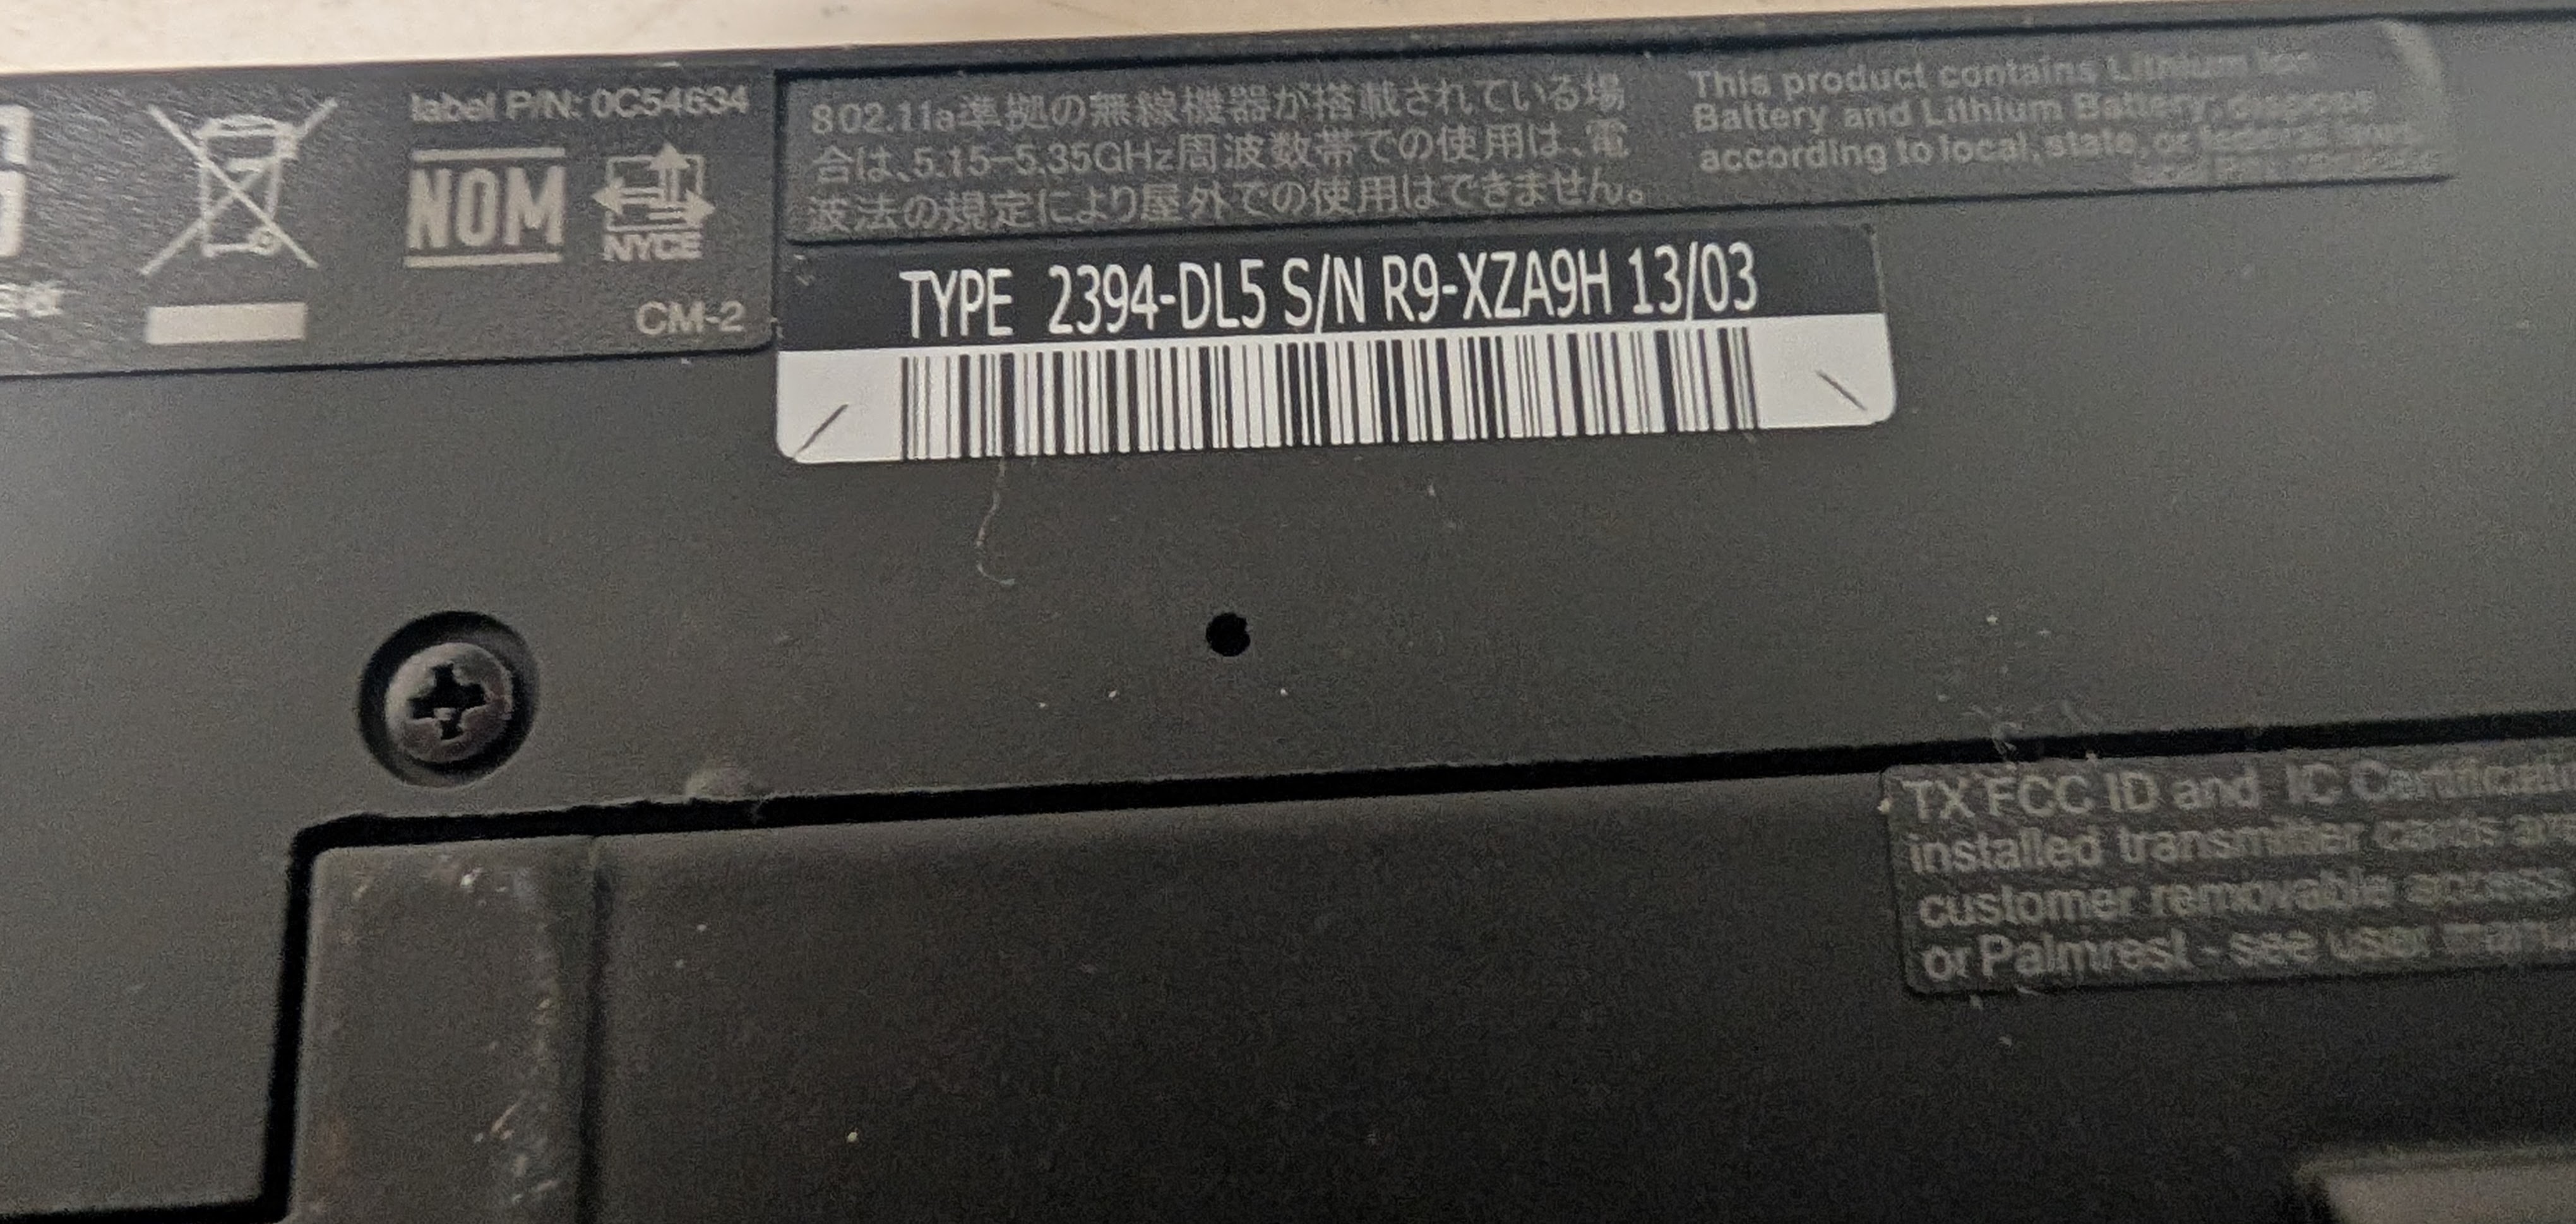 label P/N: 0C54634
NOM
NYCE
CM-2
802.11a準拠の無線機器が搭載されている場
合は、5.15-5.35GHz周波数帯での使用は、電
波法の規定により屋外での使用はできません。
This product contains Lithium Ion
Battery and Lithium Battery, dispose
according to local, state, or federal laws.
TYPE 2394-DL5 S/N R9-XZA9H 13/03
TX FCC ID and IC
installed transmitter cards
customer removable
or Palmrest - see user